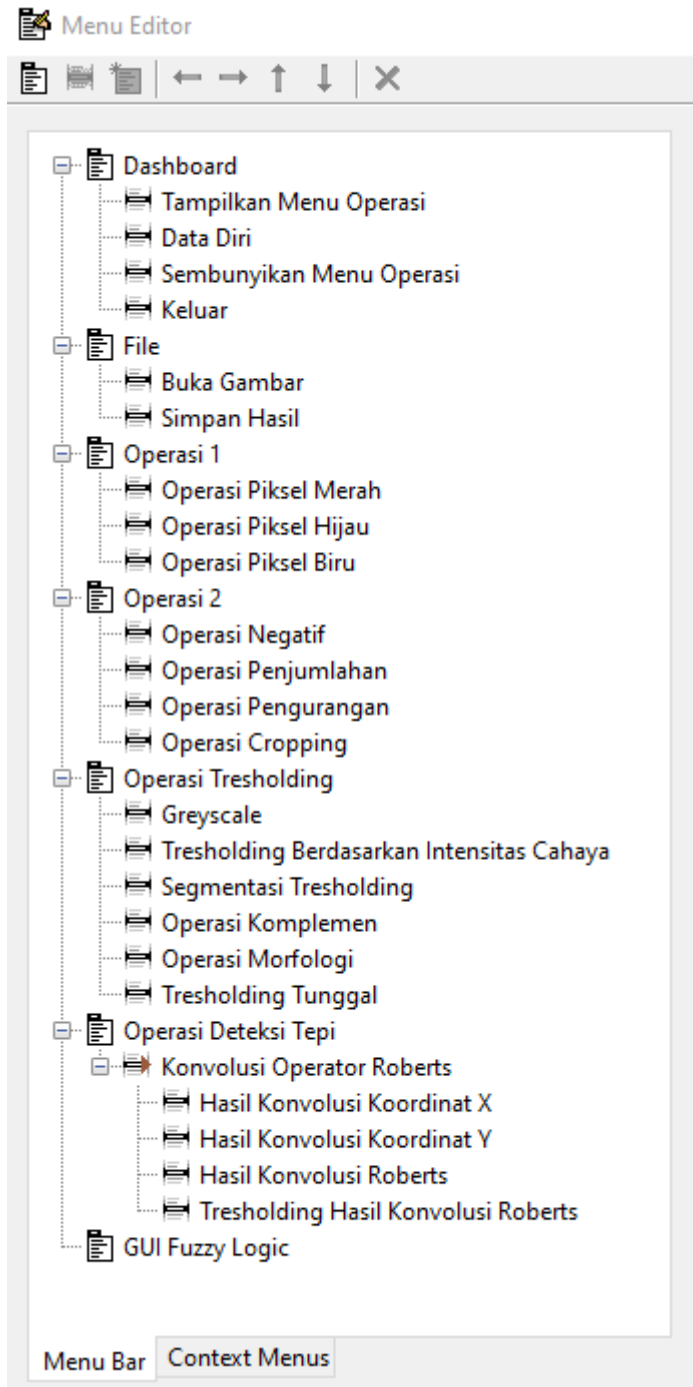 Menu Editor
Dashboard
Tampilkan Menu Operasi
Data Diri
Sembunyikan Menu Operasi
Keluar
File
Buka Gambar
Simpan Hasil
Operasi 1
Operasi Piksel Merah
Operasi Piksel Hijau
Operasi Piksel Biru
Operasi 2
Operasi Negatif
Operasi Penjumlahan
Operasi Pengurangan
Operasi Cropping
Operasi Tresholding
Greyscale
Tresholding Berdasarkan Intensitas Cahaya
Segmentasi Tresholding
Operasi Komplemen
Operasi Morfologi
Tresholding Tunggal
Operasi Deteksi Tepi
Konvolusi Operator Roberts
Hasil Konvolusi Koordinat X
Hasil Konvolusi Koordinat Y
Hasil Konvolusi Roberts
Tresholding Hasil Konvolusi Roberts
GUI Fuzzy Logic
Menu Bar Context Menus